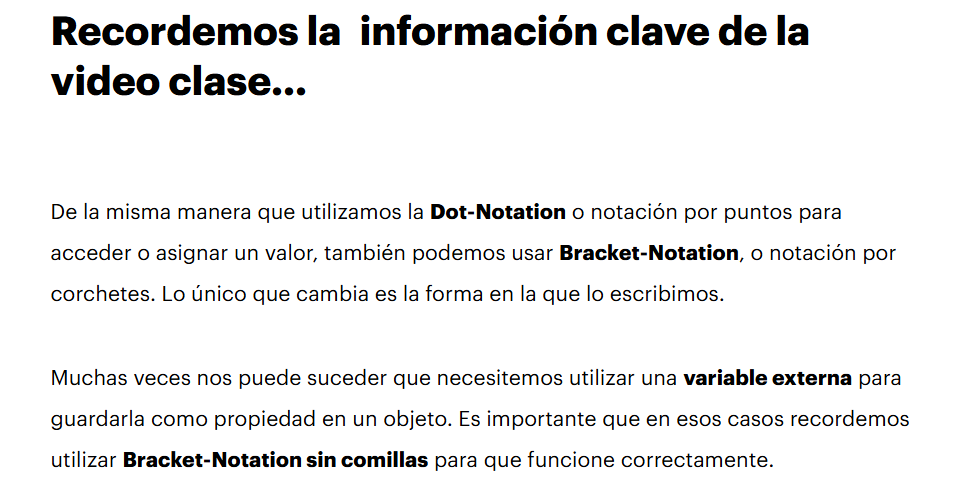 Recordemos la  información clave de la
video clase...
De la misma manera que utilizamos la Dot-Notation o notación por puntos para
acceder o asignar un valor, también podemos usar Bracket-Notation, o notación por
corchetes. Lo único que cambia es la forma en la que lo escribimos.
Muchas veces nos puede suceder que necesitemos utilizar una variable externa para
guardarla como propiedad en un objeto. Es importante que en esos casos recordemos
utilizar Bracket-Notation sin comillas para que funcione correctamente.